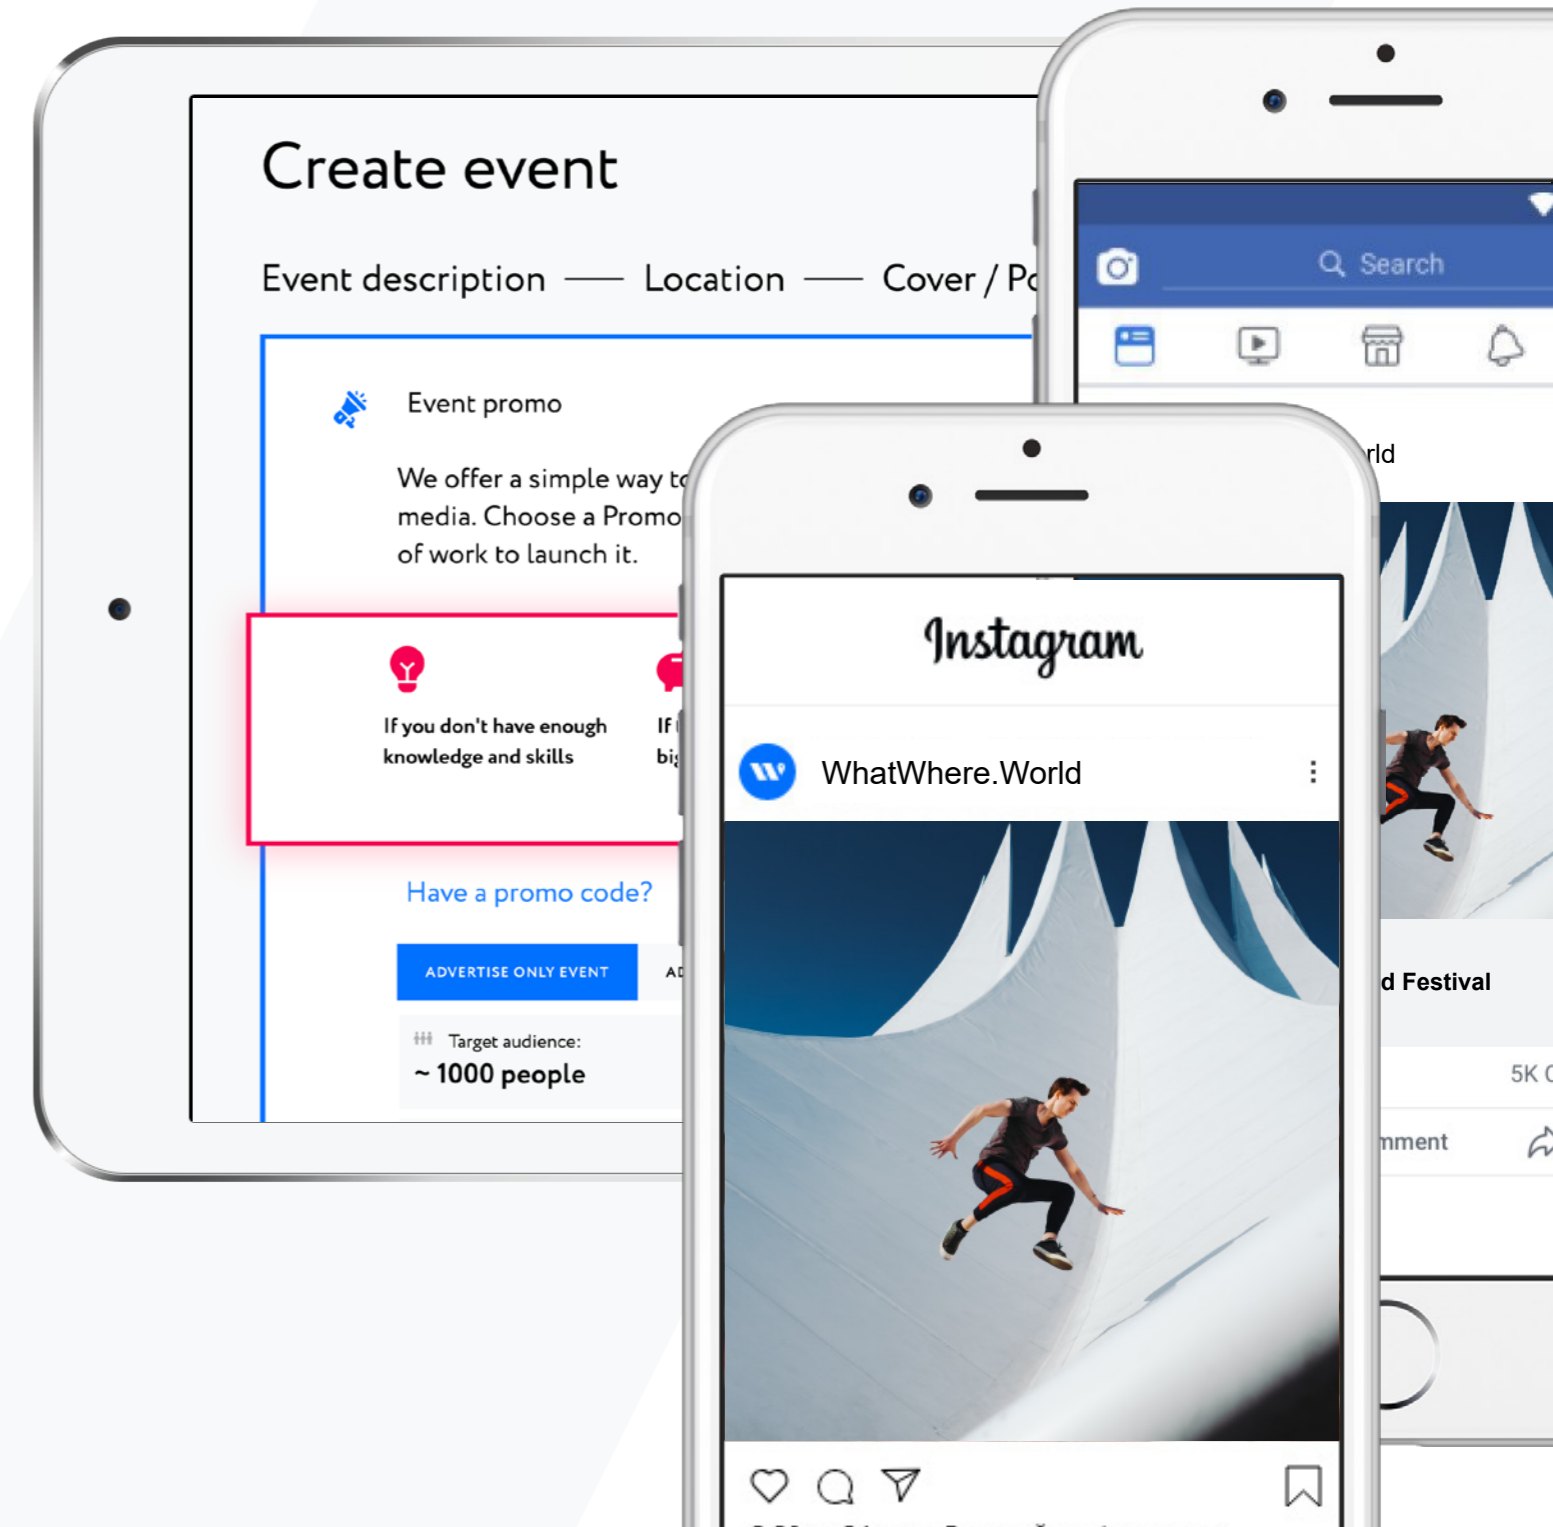 Create event
Event description — Location — Cover /
Event promo
We offer a simple way
media. Choose a Promo
of work to launch it.
If you don't have enough
knowledge and skills
If
Have a promo code?
ADVERTISE ONLY EVENT
Target audience:
~ 1000 people
Search
rld
d Festival
5K
mment
Instagram
WhatWhere.World